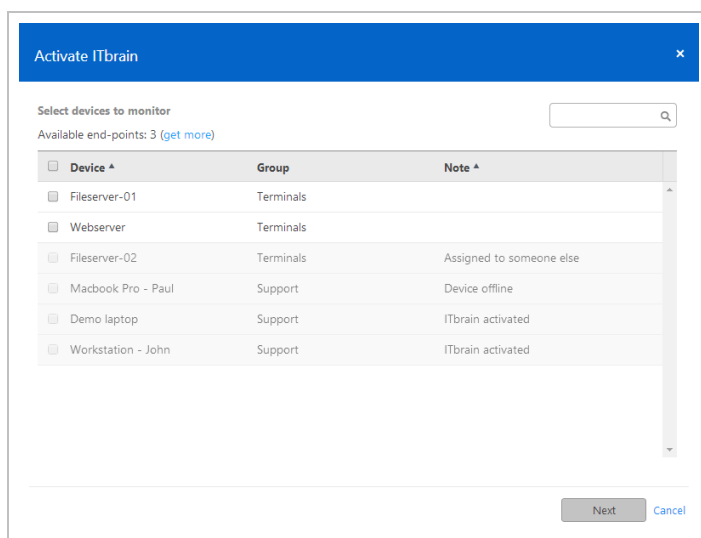 Activate ITbrain ×
Select devices to monitor
Available end-points: 3 (get more)
Device Group Note
Fileserver-01 Terminals
Webserver Terminals
Fileserver-02 Terminals Assigned to someone else
Macbook Pro - Paul Support Device offline
Demo laptop Support ITbrain activated
Workstation - John Support ITbrain activated
Next Cancel